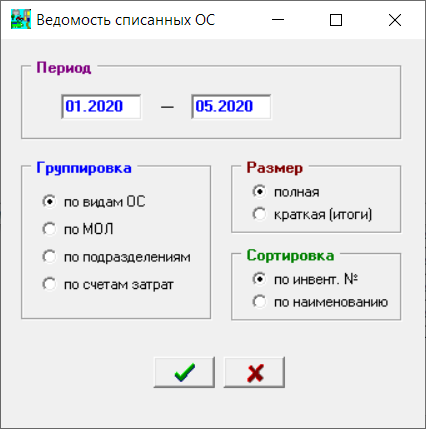 Ведомость списанных ОС
Период
01.2020 — 05.2020
Группировка
по видам ОС
по МОЛ
по подразделениям
по счетам затрат
Размер
полная
краткая (итоги)
Сортировка
по инвент. №
по наименованию